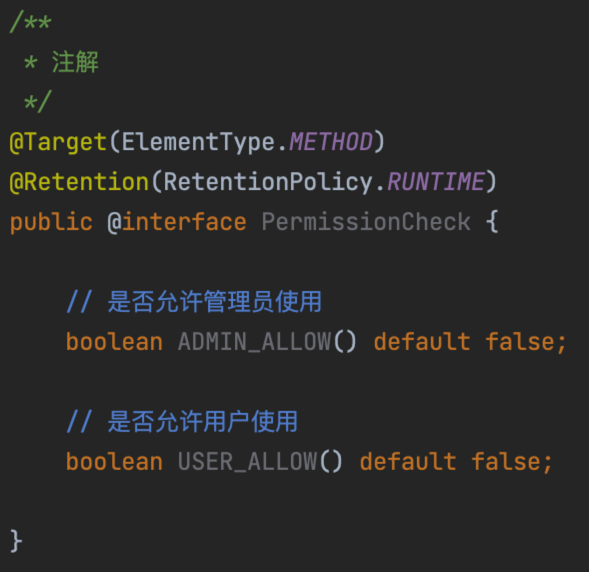 /**
 * 注解
 */
@Target(ElementType.METHOD)
@Retention(RetentionPolicy.RUNTIME)
public @interface PermissionCheck {
    // 是否允许管理员使用
    boolean ADMIN_ALLOW() default false;
    // 是否允许用户使用
    boolean USER_ALLOW() default false;
}